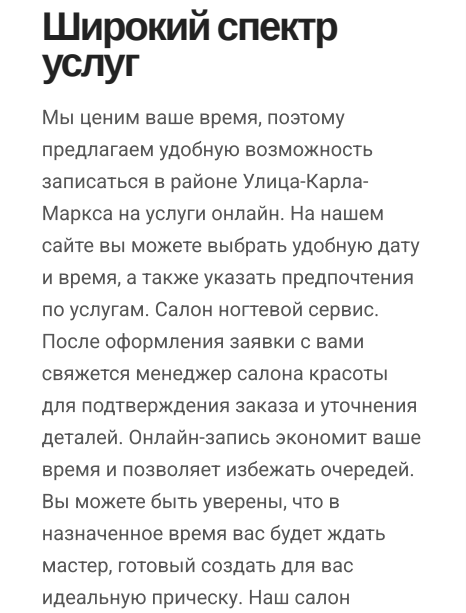 Широкий спектр
услуг
Мы ценим ваше время, поэтому
предлагаем удобную возможность
записаться в районе Улица-Карла-
Маркса на услуги онлайн. На нашем
сайте вы можете выбрать удобную дату
и время, а также указать предпочтения
по услугам. Салон ногтевой сервис.
После оформления заявки с вами
свяжется менеджер салона красоты
для подтверждения заказа и уточнения
деталей. Онлайн-запись экономит ваше
время и позволяет избежать очередей.
Вы можете быть уверены, что в
назначенное время вас будет ждать
мастер, готовый создать для вас
идеальную прическу. Наш салон